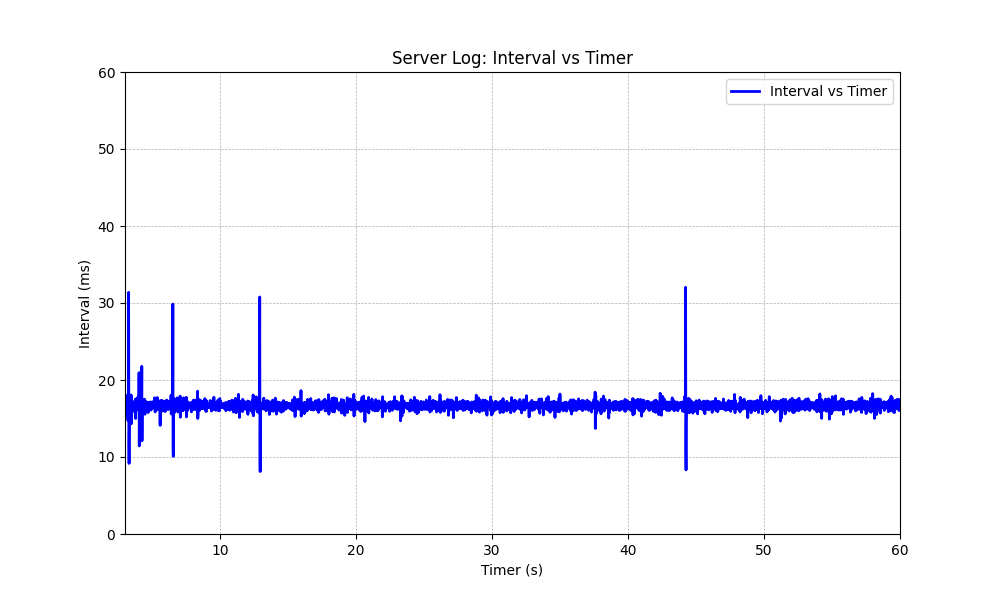 Server Log: Interval vs Timer
Interval vs Timer
60
50
40
30
20
10
0
Interval (ms)
10 20 30 40 50 60
Timer (s)